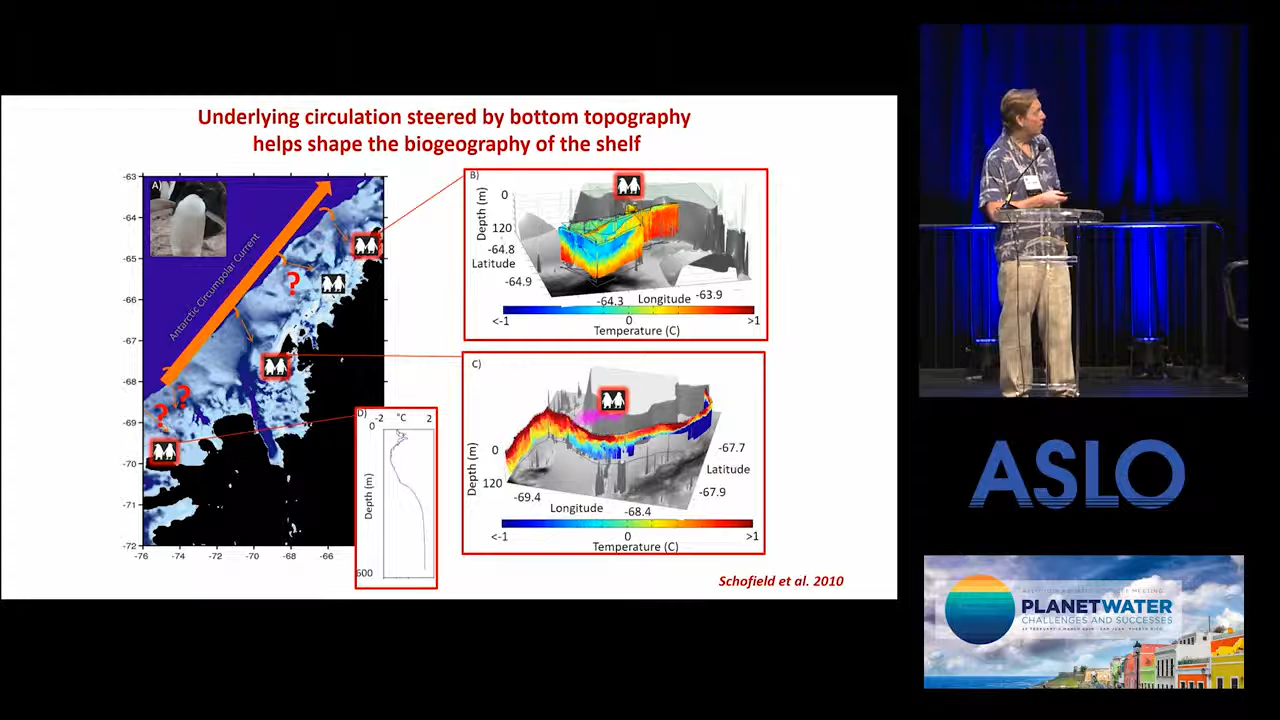 Underlying circulation steered by bottom topography
helps shape the biogeography of the shelf
-63
-64
-65
-66
-67
-68
-69
-70
-71
-72
-76
-74
-72
-70
-68
-66
A)
Antarctic Circumpolar Current
?
?
?
B)
Depth (m)
0
120
-64.8
Latitude
-64.9
-64.3
Longitude
-63.9
<-1
0
>1
Temperature (C)
C)
Depth (m)
0
120
-69.4
Longitude
-68.4
-67.7
Latitude
-67.9
<-1
0
>1
Temperature (C)
D)
-2
°C
2
0
Depth (m)
600
Schofield et al. 2010
ASLO
PLANETWATER
CHALLENGES AND SUCCESSES